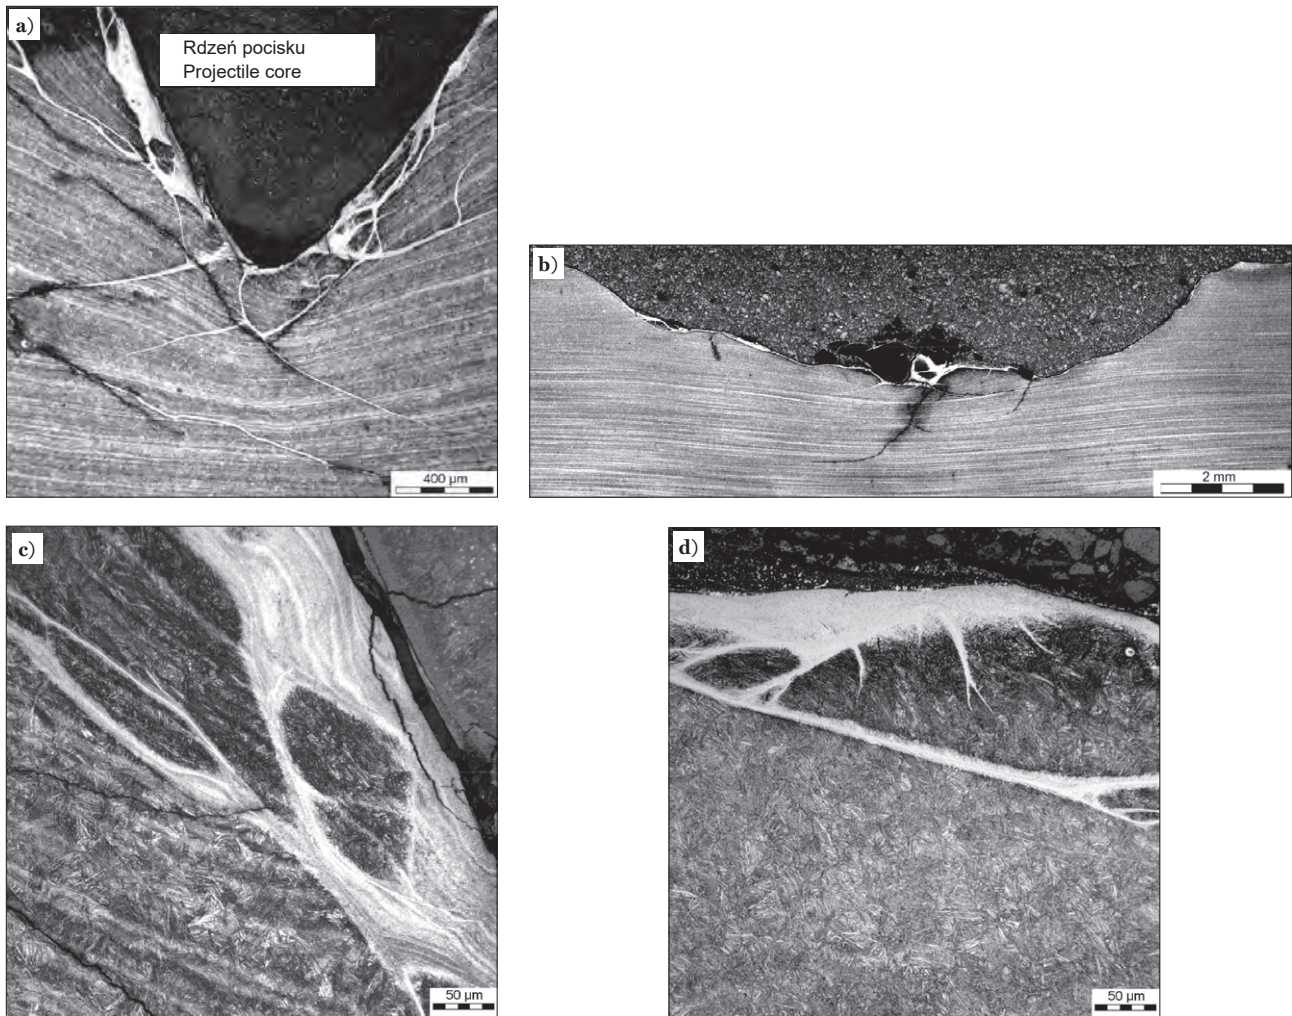 a)
Rdzeń pocisku
Projectile core
400 μm
b)
2 mm
c)
50 μm
d)
50 μm